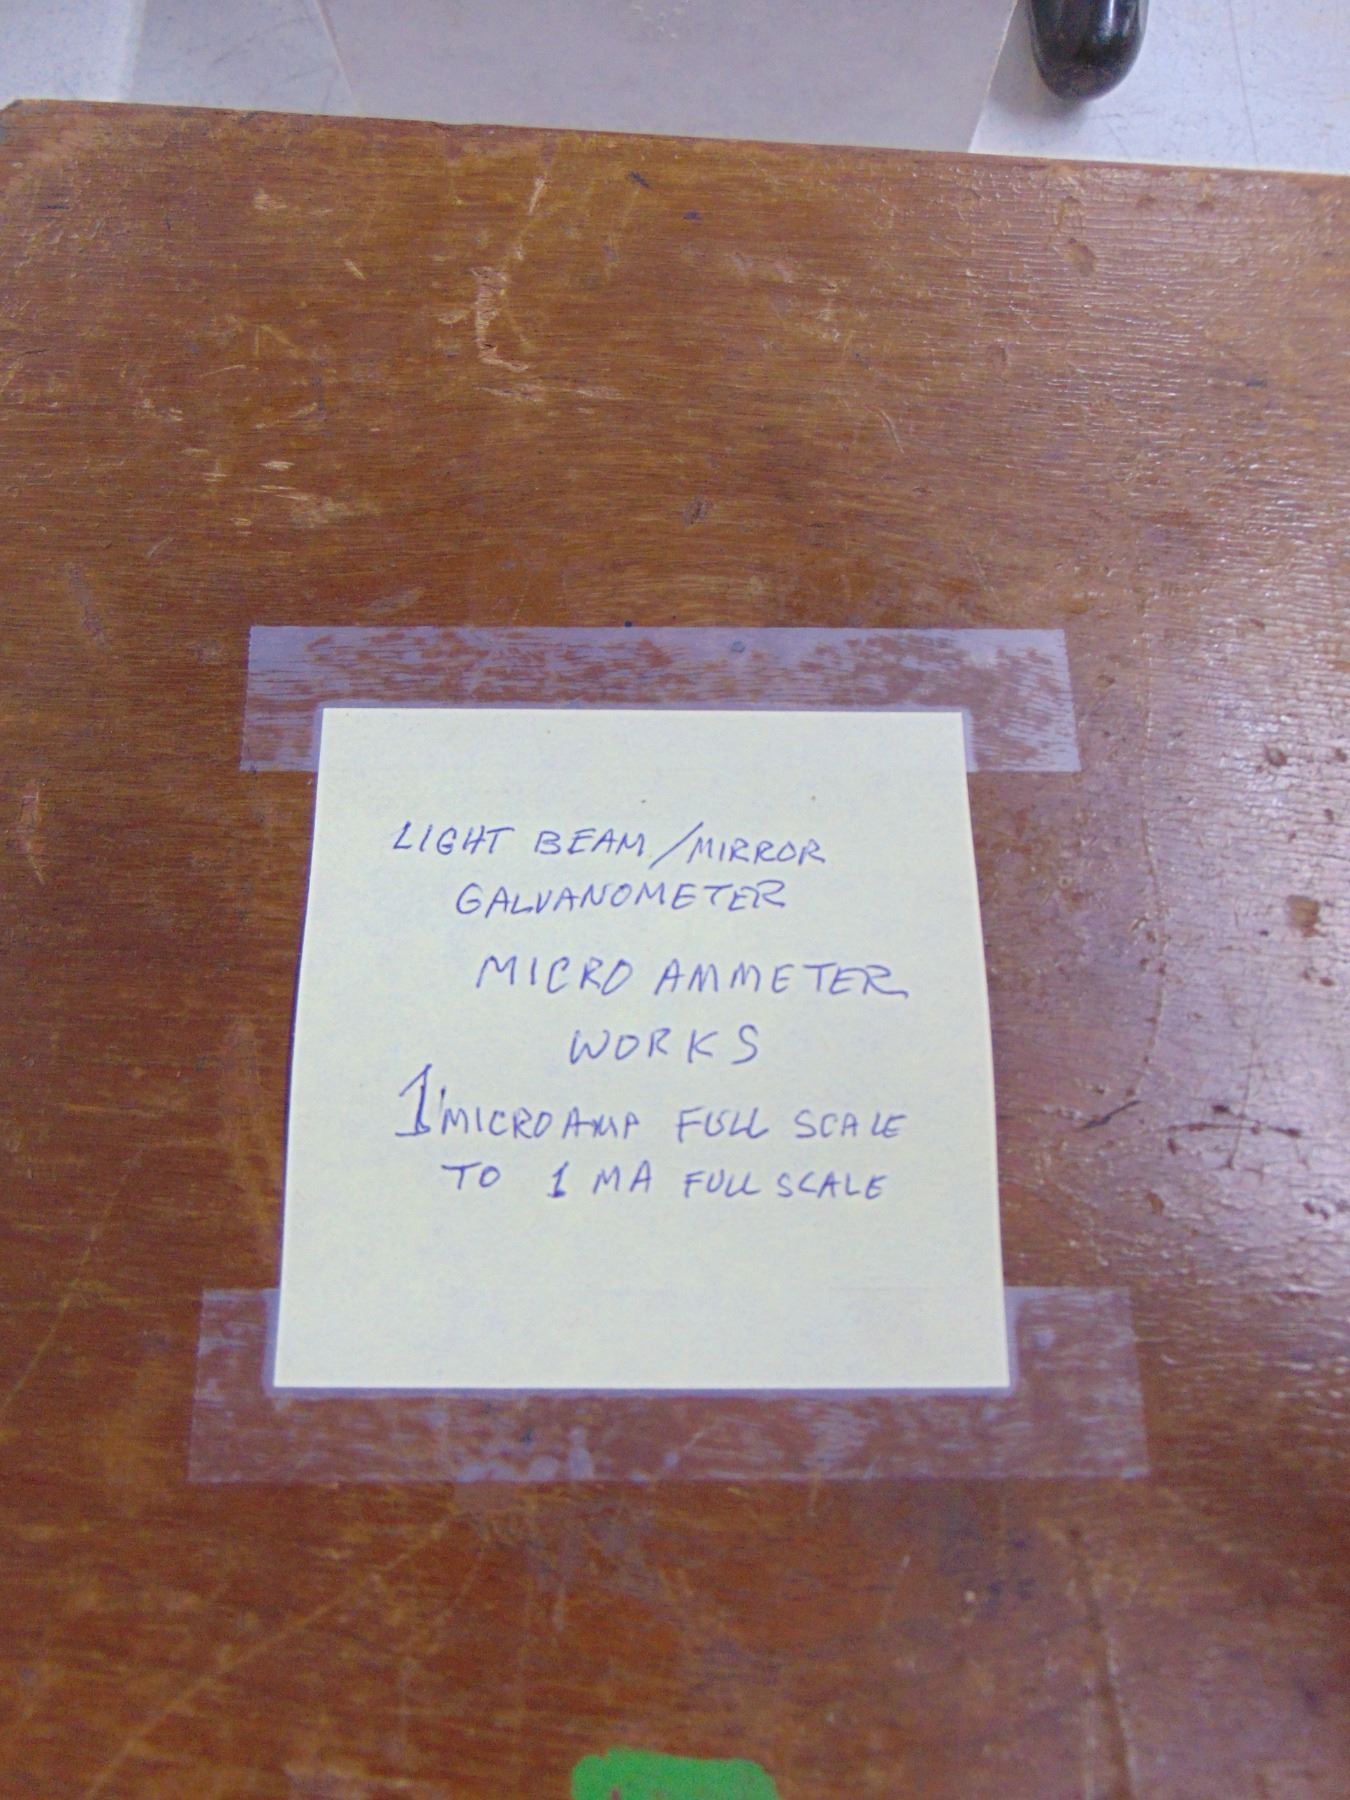 LIGHT BEAM/MIRROR
GALVANOMETER
MICRO AMMETER
WORKS
1 MICROAMP FULL SCALE
TO 1 MA FULL SCALE